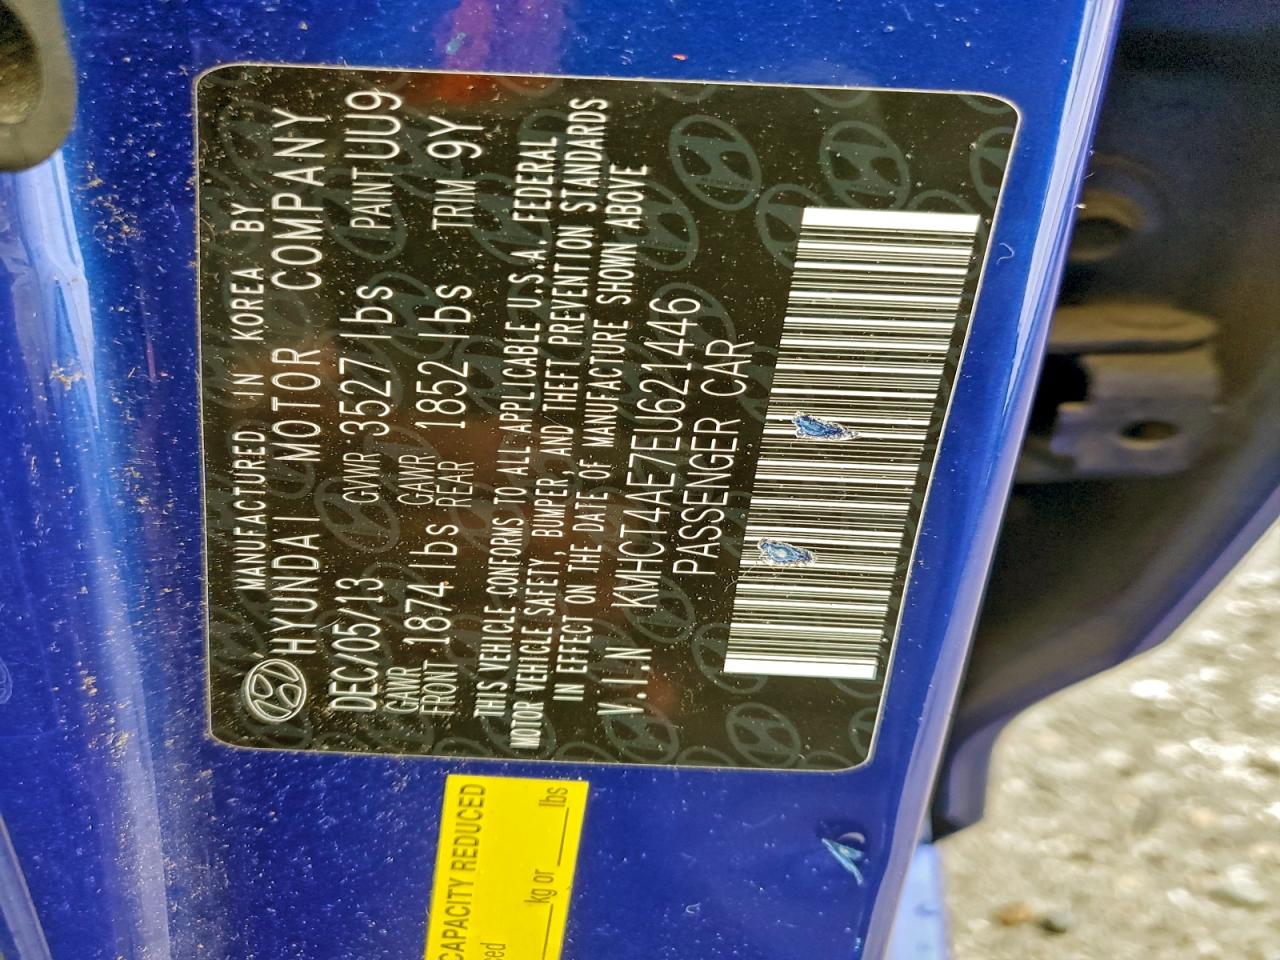 MANUFACTURED IN KOREA BY
HYUNDAI MOTOR COMPANY
DEC/05/13 GVWR 3527 lbs PAINT UU9
GAWR FRONT 1874 lbs GAWR REAR 1852 lbs TRIM 9Y
THIS VEHICLE CONFORMS TO ALL APPLICABLE U.S.A. FEDERAL
MOTOR VEHICLE SAFETY, BUMPER, AND THEFT PREVENTION STANDARDS
IN EFFECT ON THE DATE OF MANUFACTURE SHOWN ABOVE
V.I.N KMHCT4AE7EU621446
PASSENGER CAR
CAPACITY REDUCED
kg or lbs